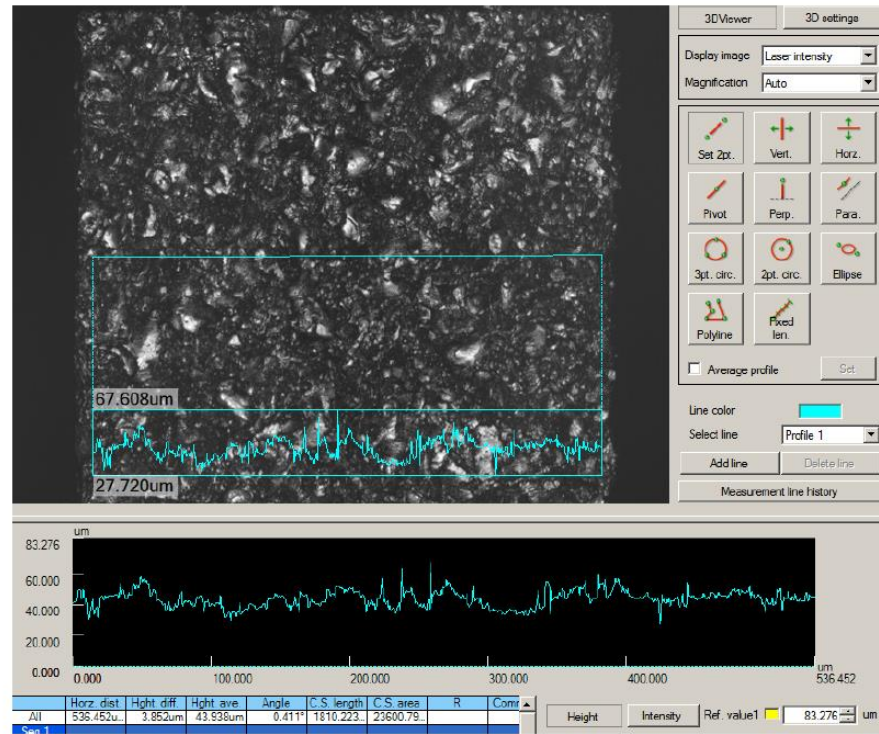 3DViewer 3D settings
Display image Laser intensity
Magnification Auto
Set 2pt. Vert. Horz.
Pivot Perp. Para.
3pt. circ. 2pt. circ. Ellipse
Polyline Fixed len.
Average profile Set
67.608um
27.720um
Line color
Select line Profile 1
Add line Delete line
Measurement line history
um
83.276
60.000
40.000
20.000
0.000
0.000 100.000 200.000 300.000 400.000 536.452
um
Horz. dist. Hght. diff. Hght. ave. Angle C.S. length C.S. area R Comr
All 536.452u... 3.852um 43.938um 0.411° 1810.223... 23600.79...
Seg.1
Height Intensity Ref. value1 83.276 um